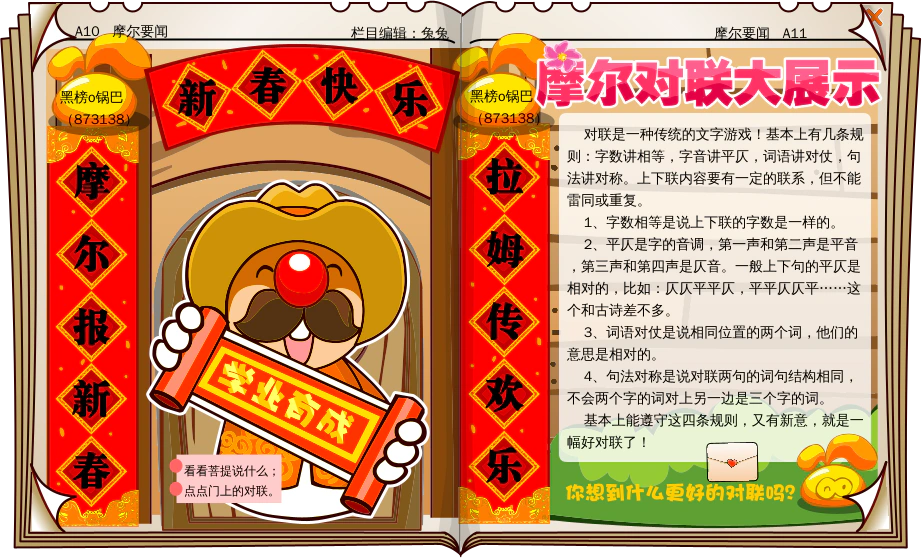 A10 摩尔要闻
栏目编辑：兔兔
黑榜o锅巴
（873138）
新春快乐
摩尔报新春
学业有成
看看菩提说什么；
点点门上的对联。
摩尔要闻 A11
黑榜o锅巴
（873138）
拉姆传欢乐
摩尔对联大展示
对联是一种传统的文字游戏！基本上有几条规
则：字数讲相等，字音讲平仄，词语讲对仗，句
法讲对称。上下联内容要有一定的联系，但不能
雷同或重复。
1、字数相等是说上下联的字数是一样的。
2、平仄是字的音调，第一声和第二声是平音
，第三声和第四声是仄音。一般上下句的平仄是
相对的，比如：仄仄平平仄，平平仄仄平……这
个和古诗差不多。
3、词语对仗是说相同位置的两个词，他们的
意思是相对的。
4、句法对称是说对联两句的词句结构相同，
不会两个字的词对上另一边是三个字的词。
基本上能遵守这四条规则，又有新意，就是一
幅好对联了！
你想到什么更好的对联吗？